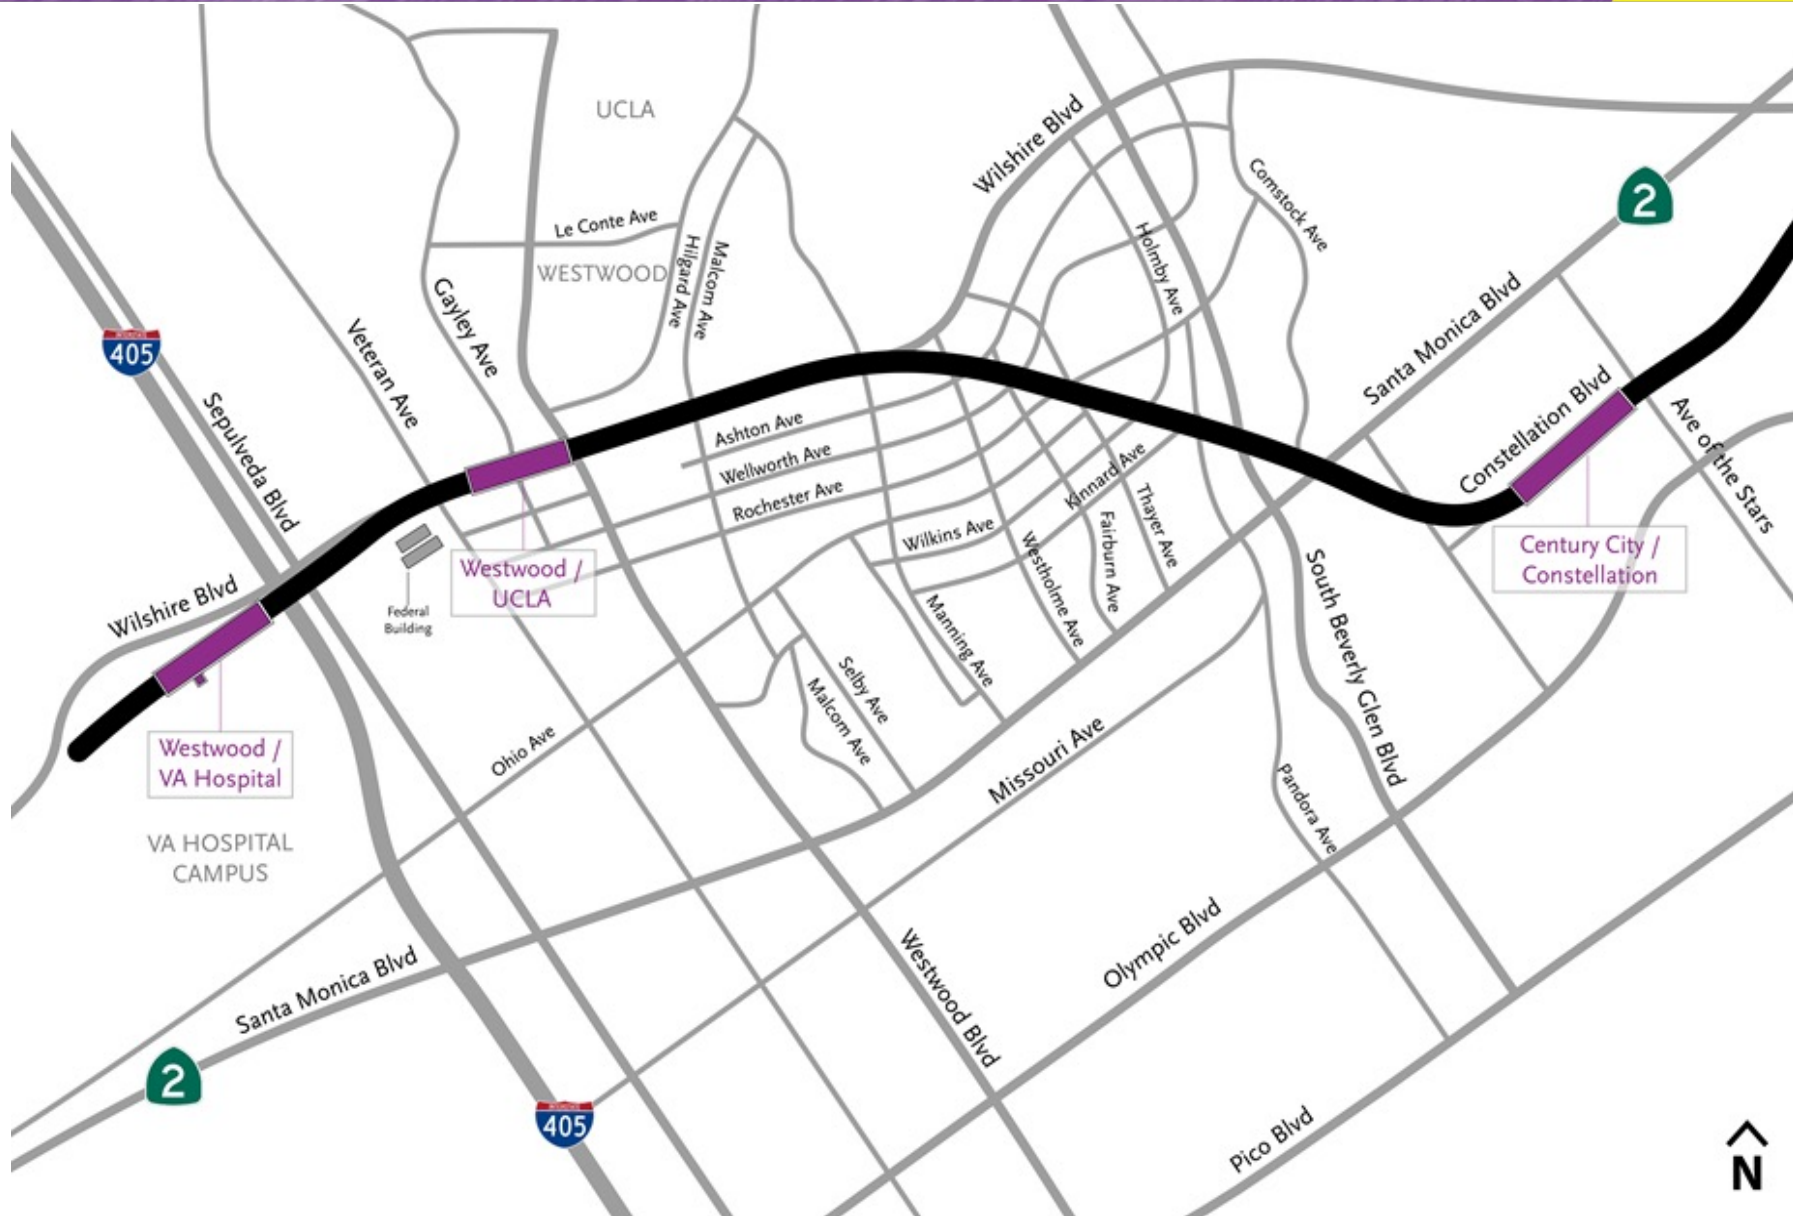 UCLA
Wilshire Blvd
Comstock Ave
2
Le Conte Ave
WESTWOOD
Hilgard Ave
Malcom Ave
Holmby Ave
Gayley Ave
Veteran Ave
405
Santa Monica Blvd
Sepulveda Blvd
Ashton Ave
Wellworth Ave
Rochester Ave
Constellation Blvd
Ave of the Stars
Kinnard Ave
Thayer Ave
Fairburn Ave
Wilkins Ave
Westholme Ave
Westwood /
UCLA
Century City /
Constellation
Wilshire Blvd
Federal
Building
Manning Ave
South Beverly Glen Blvd
Selby Ave
Malcom Ave
Westwood /
VA Hospital
Ohio Ave
Missouri Ave
Pandora Ave
VA HOSPITAL
CAMPUS
Santa Monica Blvd
Olympic Blvd
Westwood Blvd
2
405
Pico Blvd
N